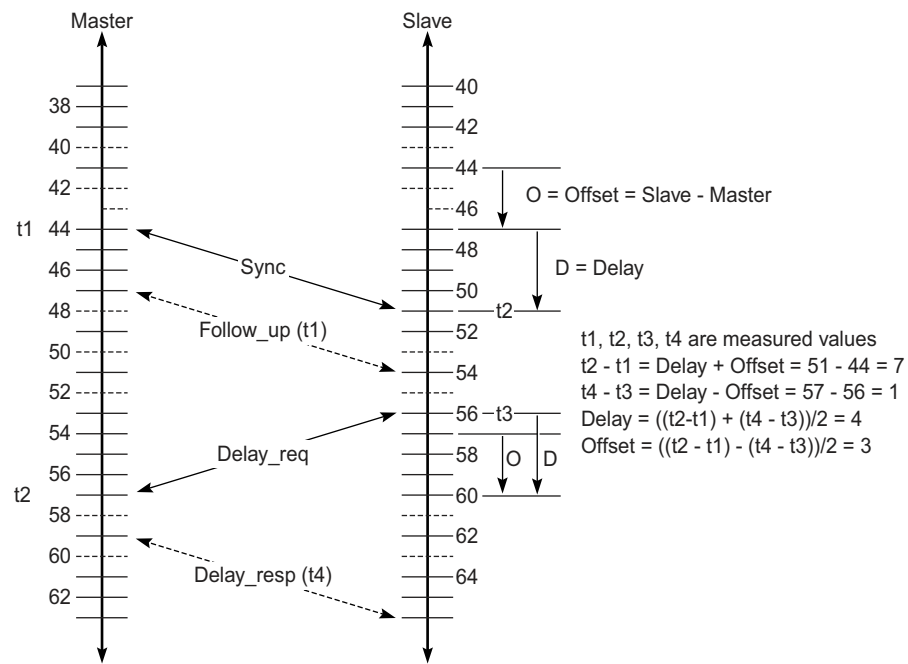 Master
Slave
38
40
42
t1 44
46
48
50
52
54
56
t2
58
60
62
Sync
Follow_up (t1)
Delay_req
Delay_resp (t4)
40
42
44
46
48
50
t2
52
54
56 t3
58
60
62
64
O = Offset = Slave - Master
D = Delay
O D
t1, t2, t3, t4 are measured values
t2 - t1 = Delay + Offset = 51 - 44 = 7
t4 - t3 = Delay - Offset = 57 - 56 = 1
Delay = ((t2-t1) + (t4 - t3))/2 = 4
Offset = ((t2 - t1) - (t4 - t3))/2 = 3